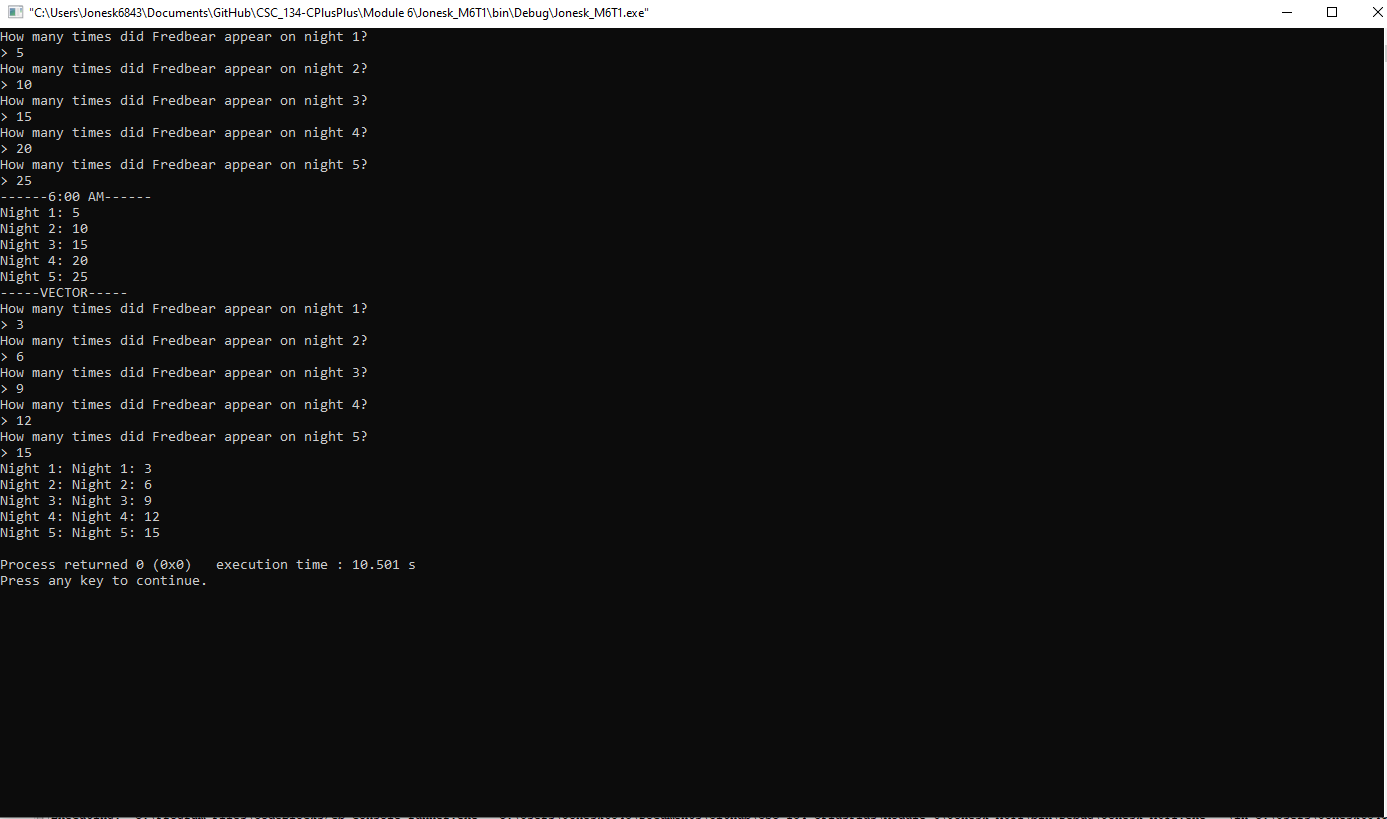 "C:\Users\Jonesk6843\Documents\GitHub\CSC_134-CPlusPlus\Module 6\Jonesk_M6T1\bin\Debug\Jonesk_M6T1.exe"
How many times did Fredbear appear on night 1?
> 5
How many times did Fredbear appear on night 2?
> 10
How many times did Fredbear appear on night 3?
> 15
How many times did Fredbear appear on night 4?
> 20
How many times did Fredbear appear on night 5?
> 25
------6:00 AM------
Night 1: 5
Night 2: 10
Night 3: 15
Night 4: 20
Night 5: 25
-----VECTOR-----
How many times did Fredbear appear on night 1?
> 3
How many times did Fredbear appear on night 2?
> 6
How many times did Fredbear appear on night 3?
> 9
How many times did Fredbear appear on night 4?
> 12
How many times did Fredbear appear on night 5?
> 15
Night 1: Night 1: 3
Night 2: Night 2: 6
Night 3: Night 3: 9
Night 4: Night 4: 12
Night 5: Night 5: 15
Process returned 0 (0x0)   execution time : 10.501 s
Press any key to continue.